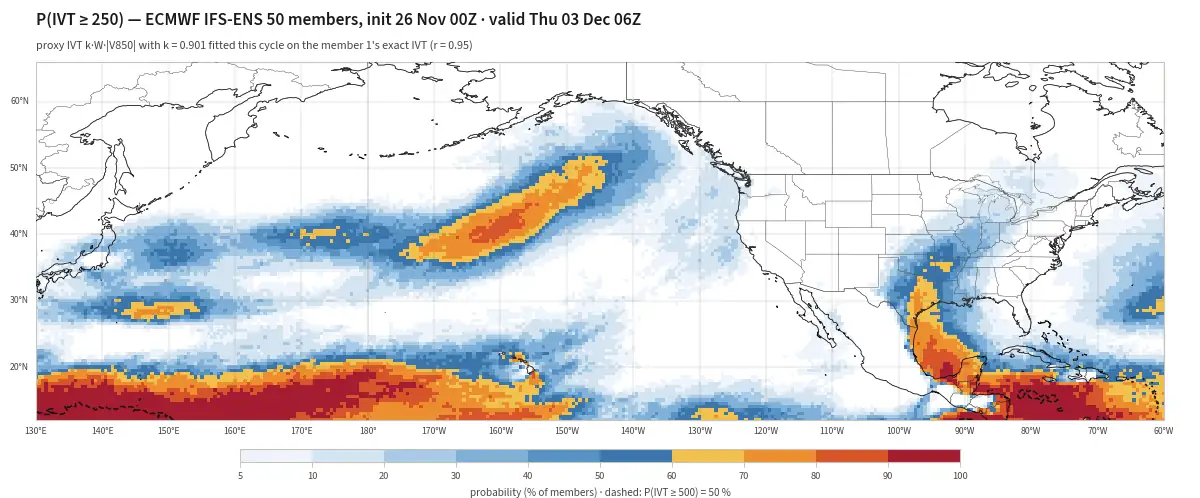 P(IVT ≥ 250) — ECMWF IFS-ENS 50 members, init 26 Nov 00Z · valid Thu 03 Dec 06Z
proxy IVT k·W·|V850| with k = 0.901 fitted this cycle on the member 1's exact IVT (r = 0.95)
60°N
50°N
40°N
30°N
20°N
130°E 140°E 150°E 160°E 170°E 180° 170°W 160°W 150°W 140°W 130°W 120°W 110°W 100°W 90°W 80°W 70°W 60°W
5 10 20 30 40 50 60 70 80 90 100
probability (% of members) · dashed: P(IVT ≥ 500) = 50 %